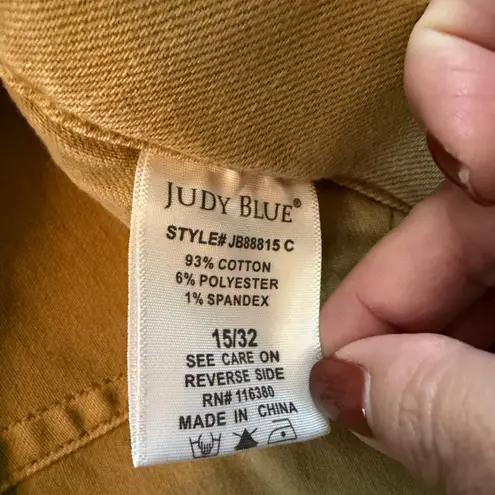 JUDY BLUE®
STYLE# JB88815 C
93% COTTON
6% POLYESTER
1% SPANDEX
15/32
SEE CARE ON
REVERSE SIDE
RN# 116380
MADE IN CHINA